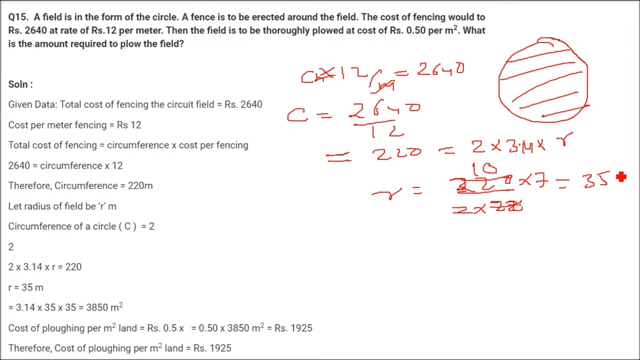 Q15. A field is in the form of the circle. A fence is to be erected around the field. The cost of fencing would to
Rs. 2640 at rate of Rs.12 per meter. Then the field is to be thoroughly plowed at cost of Rs. 0.50 per m². What
is the amount required to plow the field?
Soln :
Given Data: Total cost of fencing the circuit field = Rs. 2640
Cost per meter fencing = Rs 12
Total cost of fencing = circumference x cost per fencing
2640 = circumference × 12
Therefore, Circumference = 220m
Let radius of field be 'r' m
Circumference of circle ( C ) = 2
2
2 x 3.14 x r = 220
r = 35 m
= 3.14 x 35 x 35 = 3850 m²
Cost of ploughing per m² land = Rs. 0.5 x = 0.50 x 3850 m² = Rs. 1925
Therefore, Cost of ploughing per m² land = Rs. 1925
C × 12 / = 2640
C = 2640
12
= 220 = 2 × 3.14 × r
10
r = 220 × 7 = 35
2 × 22